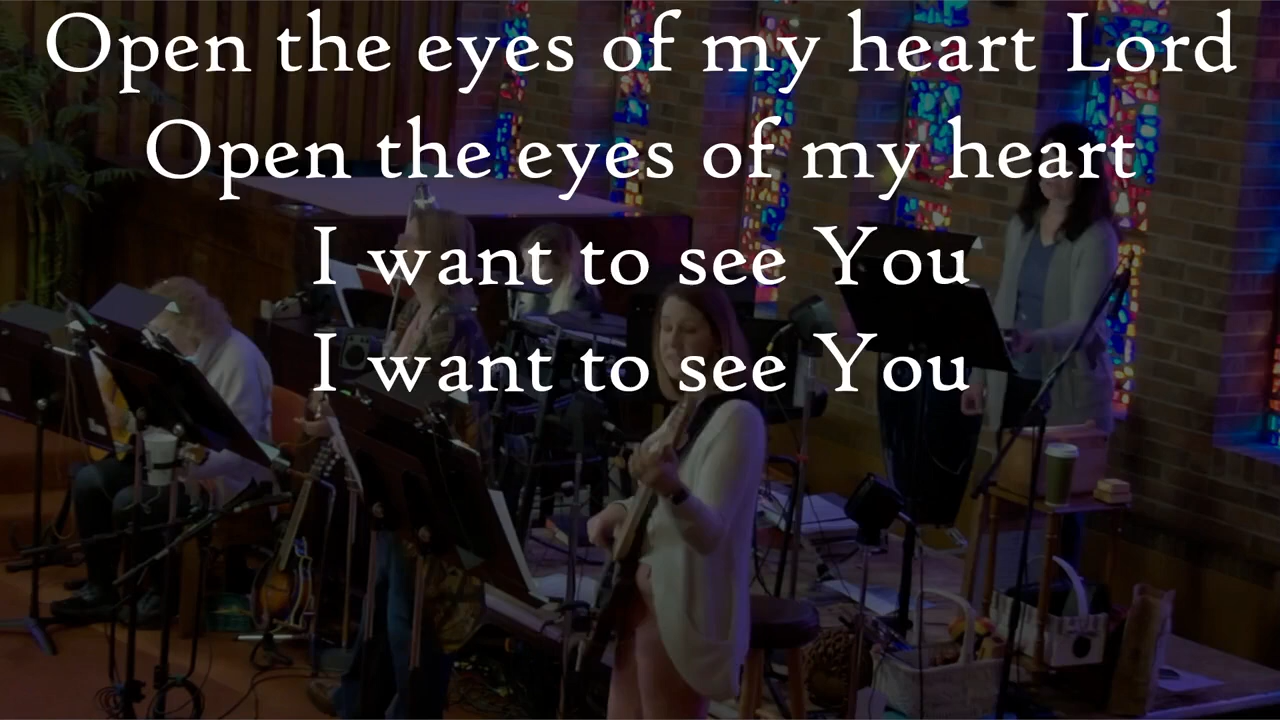 Open the eyes of my heart Lord
Open the eyes of my heart
I want to see You
I want to see You